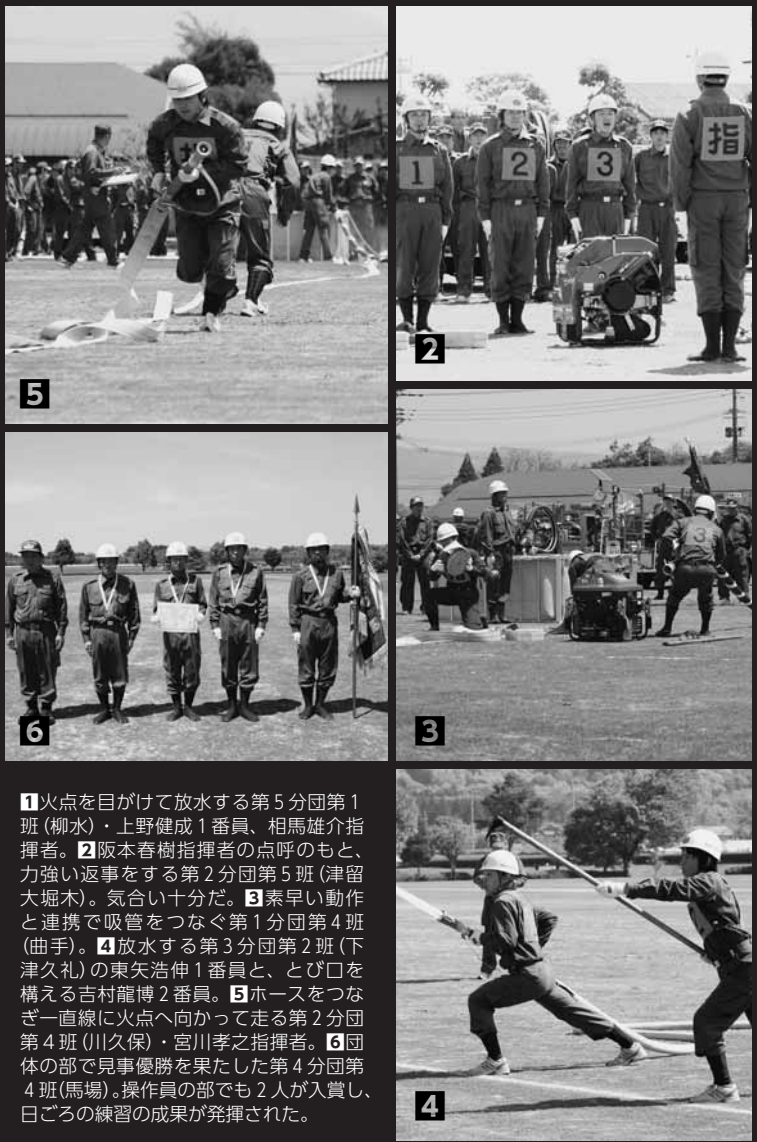 5
指
2
1
2
3
指
6
3
3
4
1火点を目がけて放水する第5分団第1
班(柳水)・上野健成1番員、相馬雄介指
揮者。2阪本春樹指揮者の点呼のもと、
力強い返事をする第2分団第5班(津留
大堀木)。気合い十分だ。3素早い動作
と連携で吸管をつなぐ第1分団第4班
(曲手)。4放水する第3分団第2班(下
津久礼)の東矢浩伸1番員と、とび口を
構える吉村龍博2番員。5ホースをつな
ぎ一直線に火点へ向かって走る第2分団
第4班(川久保)・宮川孝之指揮者。6団
体の部で見事優勝を果たした第4分団第
4班(馬場)。操作員の部でも2人が入賞し、
日ごろの練習の成果が発揮された。